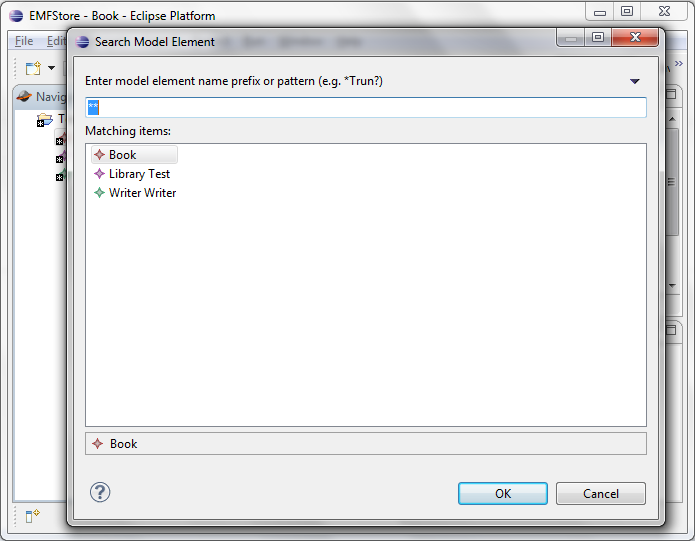 EMFStore - Book - Eclipse Platform
File Edit
Search Model Element
Enter model element name prefix or pattern (e.g. *Trun?)
**
Matching items:
Book
Library Test
Writer Writer
Book
OK
Cancel
Navig